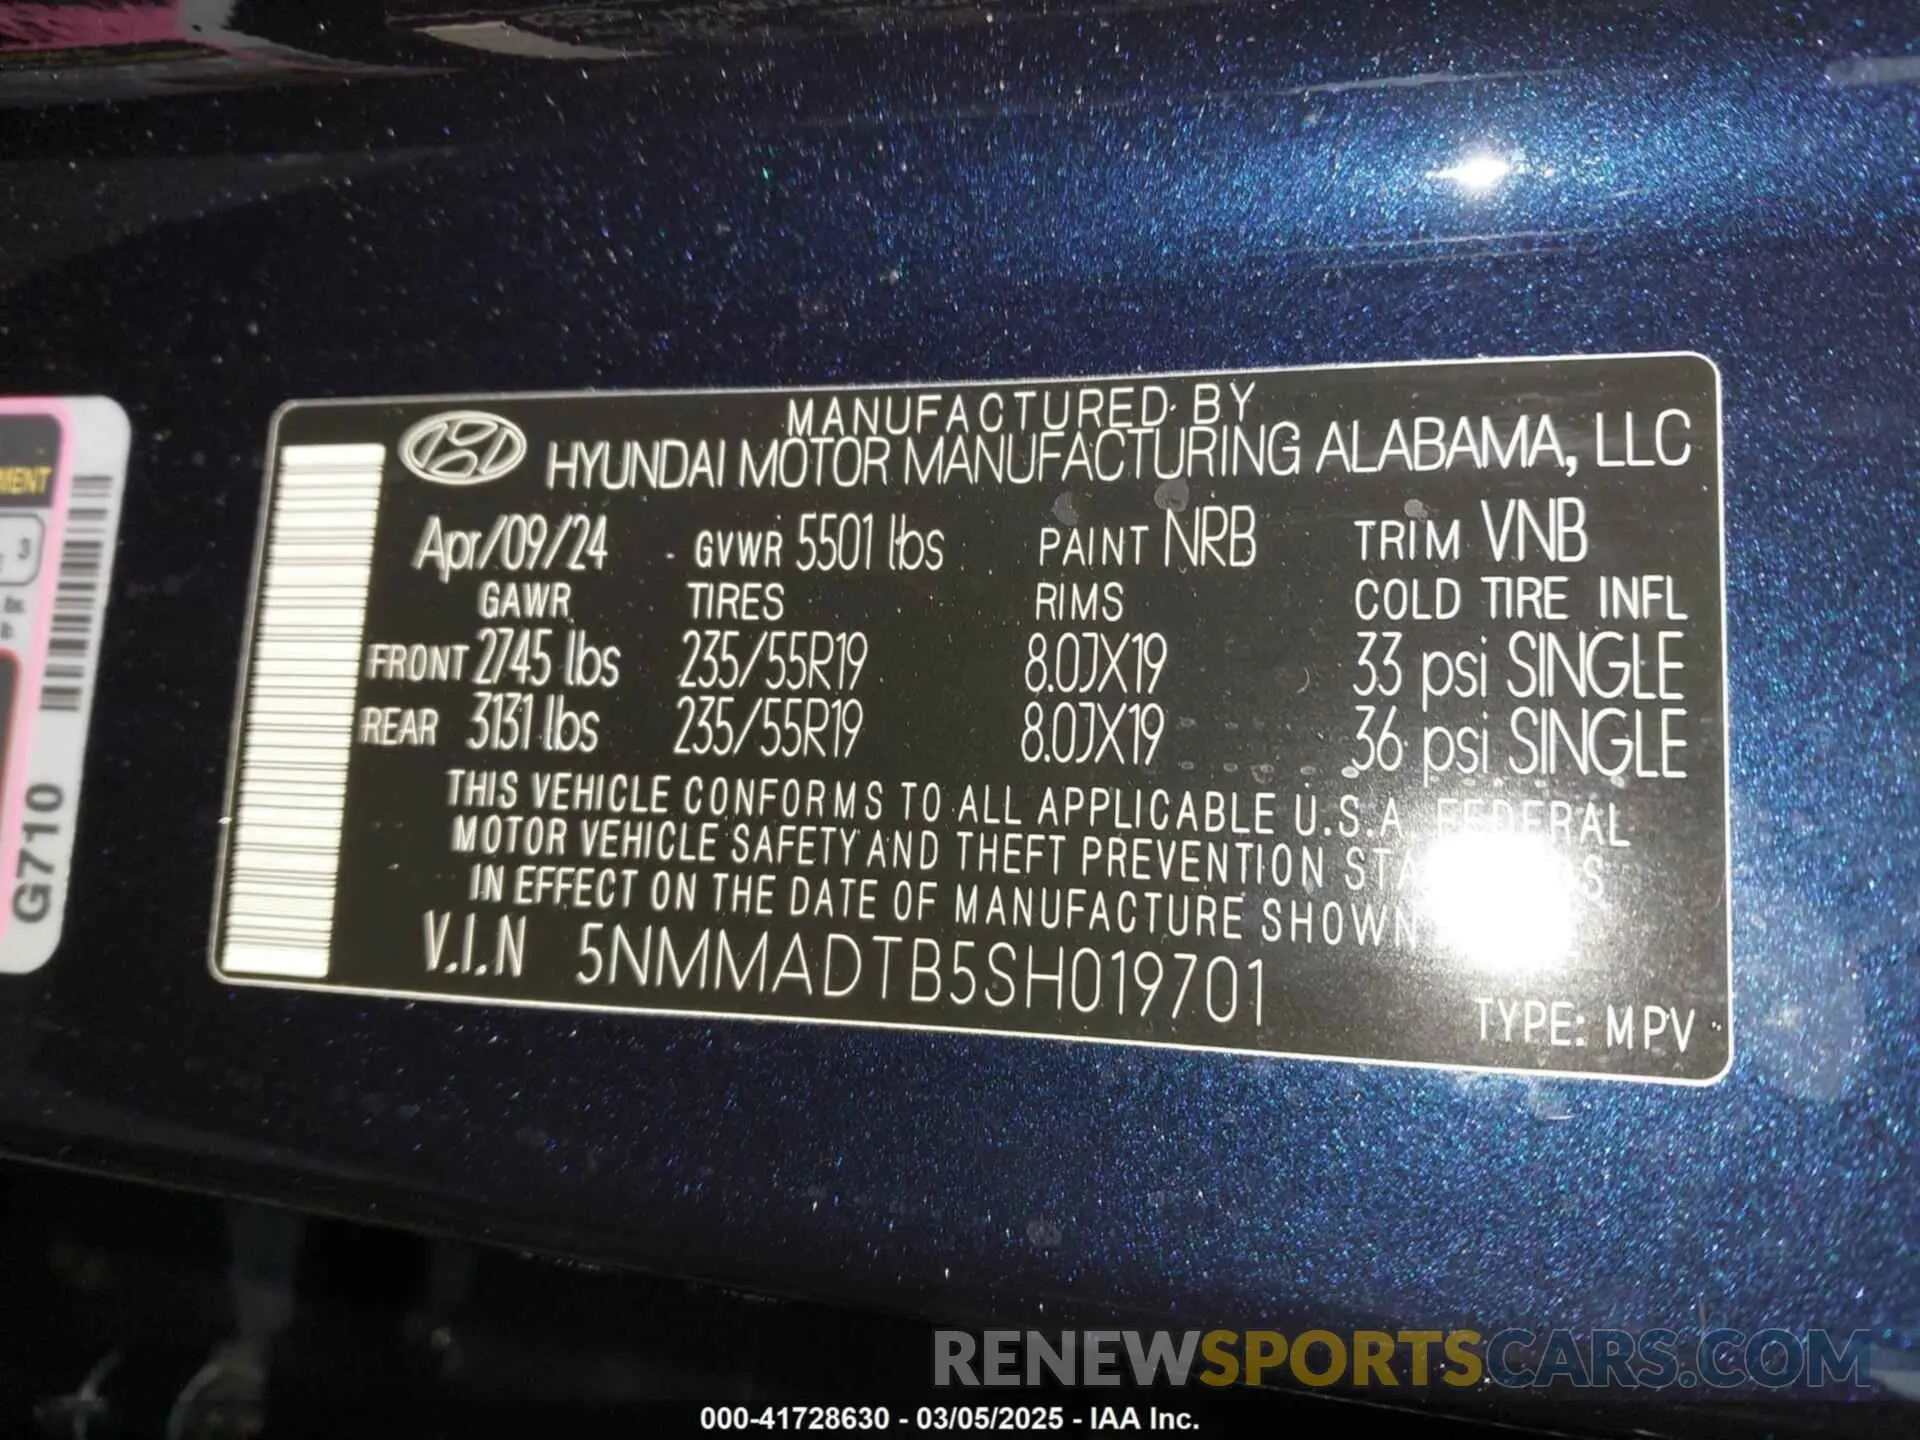 MANUFACTURED BY
HYUNDAI MOTOR MANUFACTURING ALABAMA, LLC
Apr/09/24 GVWR 5501 lbs PAINT NRB TRIM VNB
GAWR TIRES RIMS COLD TIRE INFL
FRONT 2745 lbs 235/55R19 8.0JX19 33 psi SINGLE
REAR 3131 lbs 235/55R19 8.0JX19 36 psi SINGLE
THIS VEHICLE CONFORMS TO ALL APPLICABLE U.S.A FEDERAL
MOTOR VEHICLE SAFETY AND THEFT PREVENTION
IN EFFECT ON THE DATE OF MANUFACTURE SHOWN
V.I.N 5NMMADTB5SH019701
TYPE: MPV
G710
RENEWSPORTSCARS.COM
000-41728630 - 03/05/2025 - IAA Inc.